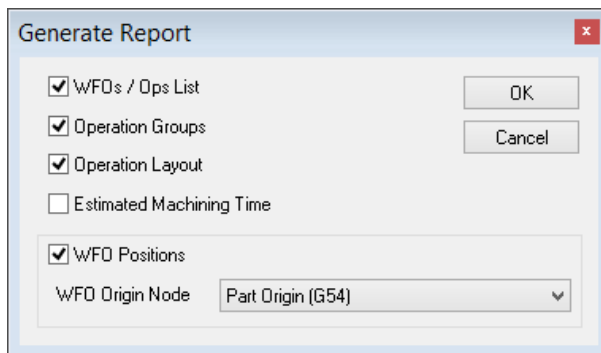 Generate Report
x
WFOs / Ops List
OK
Operation Groups
Cancel
Operation Layout
Estimated Machining Time
WFO Positions
WFO Origin Node Part Origin (G54)